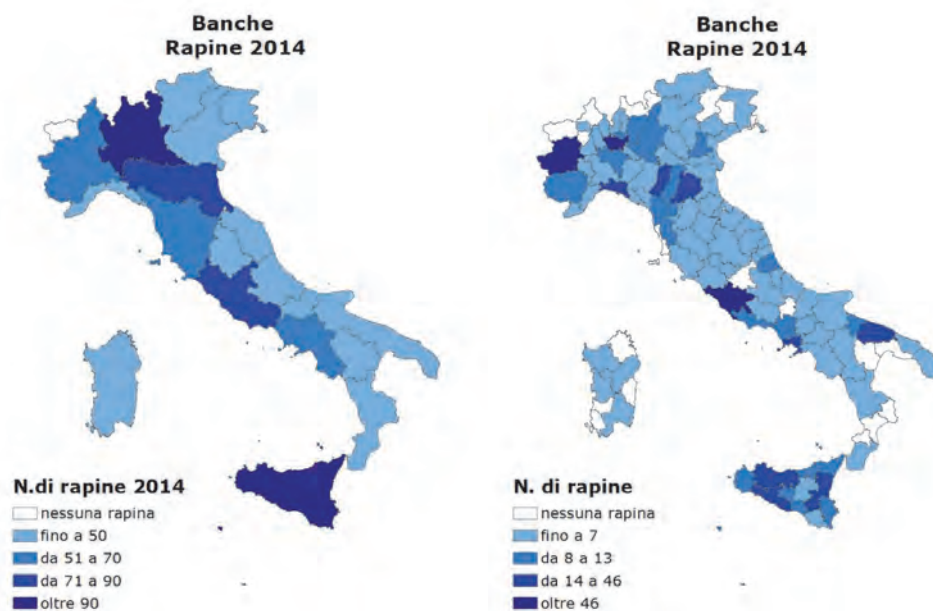 Banche
Rapine 2014
N.di rapine 2014
nessuna rapina
fino a 50
da 51 a 70
da 71 a 90
oltre 90
Banche
Rapine 2014
N. di rapine
nessuna rapina
fino a 7
da 8 a 13
da 14 a 46
oltre 46